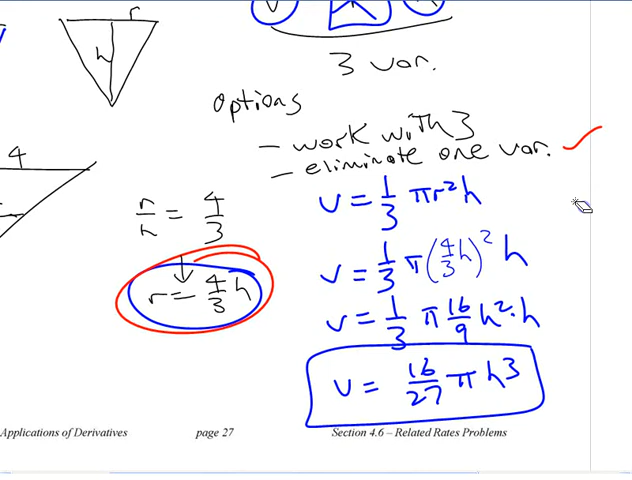 r
h
V
3 var.
options
- work with 3
- eliminate one var. ✓
4
r/h = 4/3
↓
r = 4/3 h
V = 1/3 πr²h
V = 1/3 π(4/3 h)² h
V = 1/3 π 16/9 h²·h
V = 16/27 πh³
Applications of Derivatives page 27 Section 4.6 – Related Rates Problems